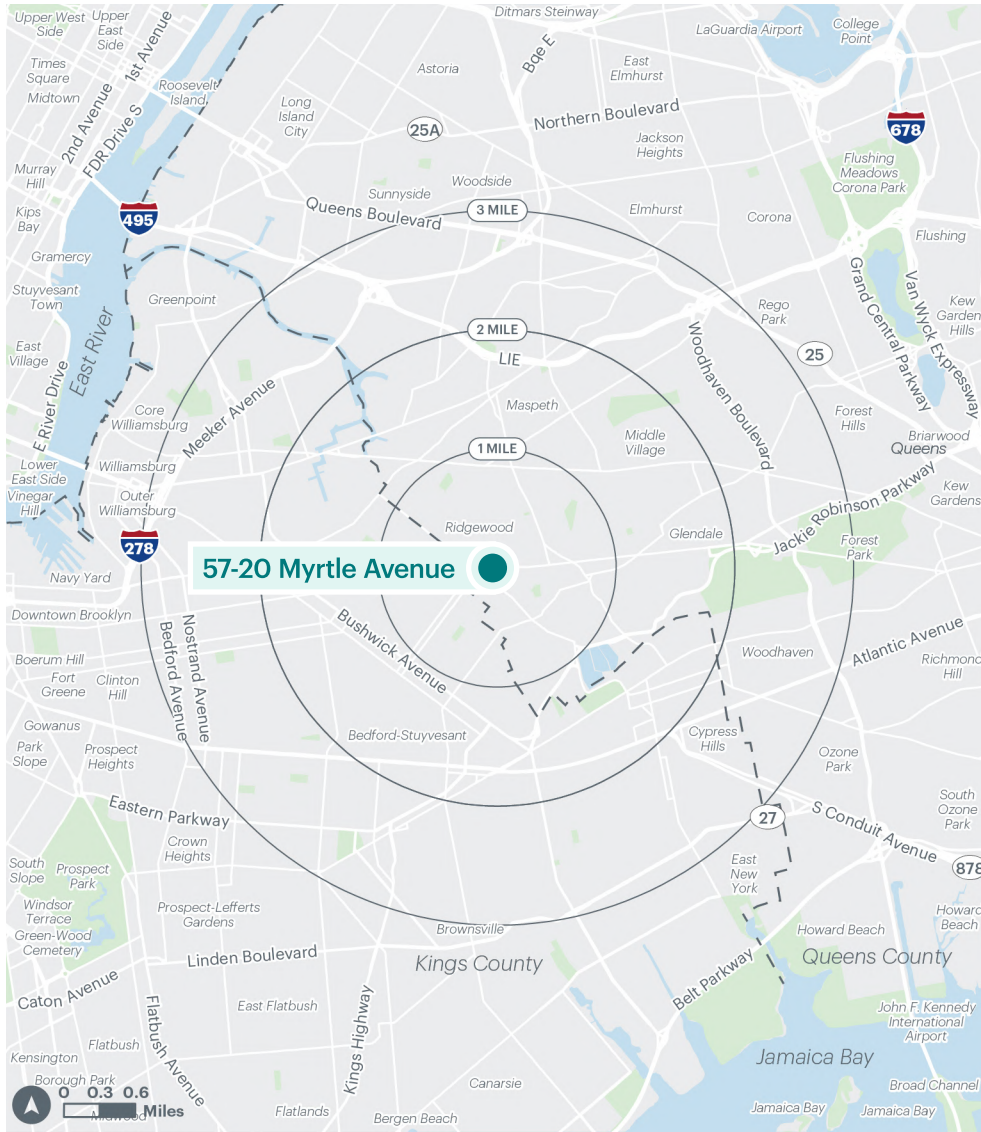 Upper West
Side
Upper
East
Side
1st Avenue
Ditmars Steinway
LaGuardia Airport
College
Point
Times
Square
Midtown
Roosevelt
Island
Astoria
Bqe E
East
Elmhurst
2nd Avenue
FDR Drive S
Long
Island
City
25A
Northern Boulevard
Jackson
Heights
678
Murray
Hill
Flushing
Meadows
Corona Park
Woodside
Sunnyside
Kips
Bay
495
Queens Boulevard
3 MILE
Elmhurst
Corona
Flushing
Gramercy
Stuyvesant
Town
Greenpoint
Grand Central Parkway
Van Wyck Expressway
Kew
Garden
Hills
Rego
Park
East River
2 MILE
LIE
Woodhaven Boulevard
25
East
Village
E River Drive
Core
Williamsburg
Meeker Avenue
Maspeth
Forest
Hills
Middle
Village
Briarwood
Queens
1 MILE
Lower
East Side
Williamsburg
Vinegar
Hill
Outer
Williamsburg
Kew
Gardens
Jackie Robinson Parkway
Ridgewood
Glendale
Forest
Park
278
57-20 Myrtle Avenue
Navy Yard
Downtown Brooklyn
Nostrand Avenue
Bedford Avenue
Bushwick Avenue
Atlantic Avenue
Boerum Hill
Fort
Greene
Clinton
Hill
Woodhaven
Richmond
Hill
Gowanus
Park
Slope
Prospect
Heights
Bedford-Stuyvesant
Cypress
Hills
Ozone
Park
Eastern Parkway
27
S Conduit Avenue
South
Ozone
Park
Crown
Heights
South
Slope
Prospect
Park
East
New
York
878
Windsor
Terrace
Green-Wood
Cemetery
Prospect-Lefferts
Gardens
Brownsville
Howard Beach
Howard
Beach
Linden Boulevard
Kings County
Queens County
Caton Avenue
Belt Parkway
East Flatbush
Kings Highway
Flatbush Avenue
John F. Kennedy
International
Airport
Flatbush
Kensington
Jamaica Bay
Borough Park
Canarsie
Broad Channel
0 0.3 0.6
Miles
Midwood
Flatlands
Bergen Beach
Jamaica Bay
Jamaica Bay